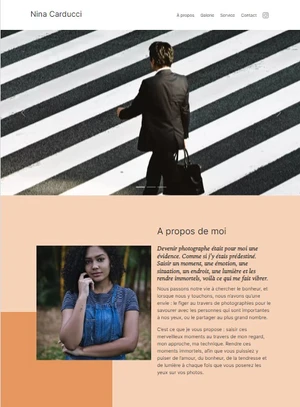 Nina Carducci
À propos Galerie Service Contact
A propos de moi
Devenir photographe était pour moi une
évidence. Comme si j'y étais prédestiné.
Saisir un moment, une émotion, une
situation, un endroit, une lumière et les
rendre immortels, voilà ce qui me fait vibrer.
Nous passons notre vie à chercher le bonheur, et
lorsque nous y touchons, nous n'avons qu'une
envie : le figer au travers de photographies pour le
savourer avec les personnes qui sont importantes
à nos yeux, ou le partager au plus grand nombre.
C'est ce que je vous propose : saisir ces
merveilleux moments au travers de mon regard,
mon approche, ma technique. Rendre ces
moments immortels, afin que vous puissiez y
puiser de l'amour, du bonheur, de la tendresse et
de lumière à chaque fois que vous poserez les
yeux sur vos photos.